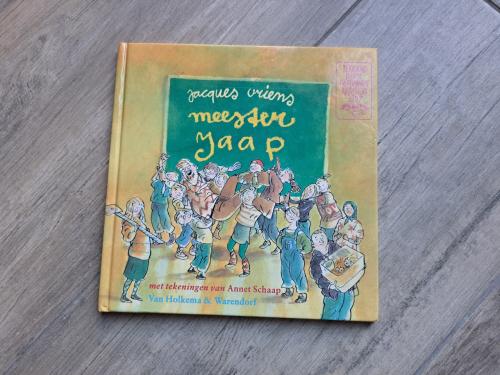 jacques vriens
meester
Jaap
met tekeningen van Annet Schaap
Van Holkema & Warendorf